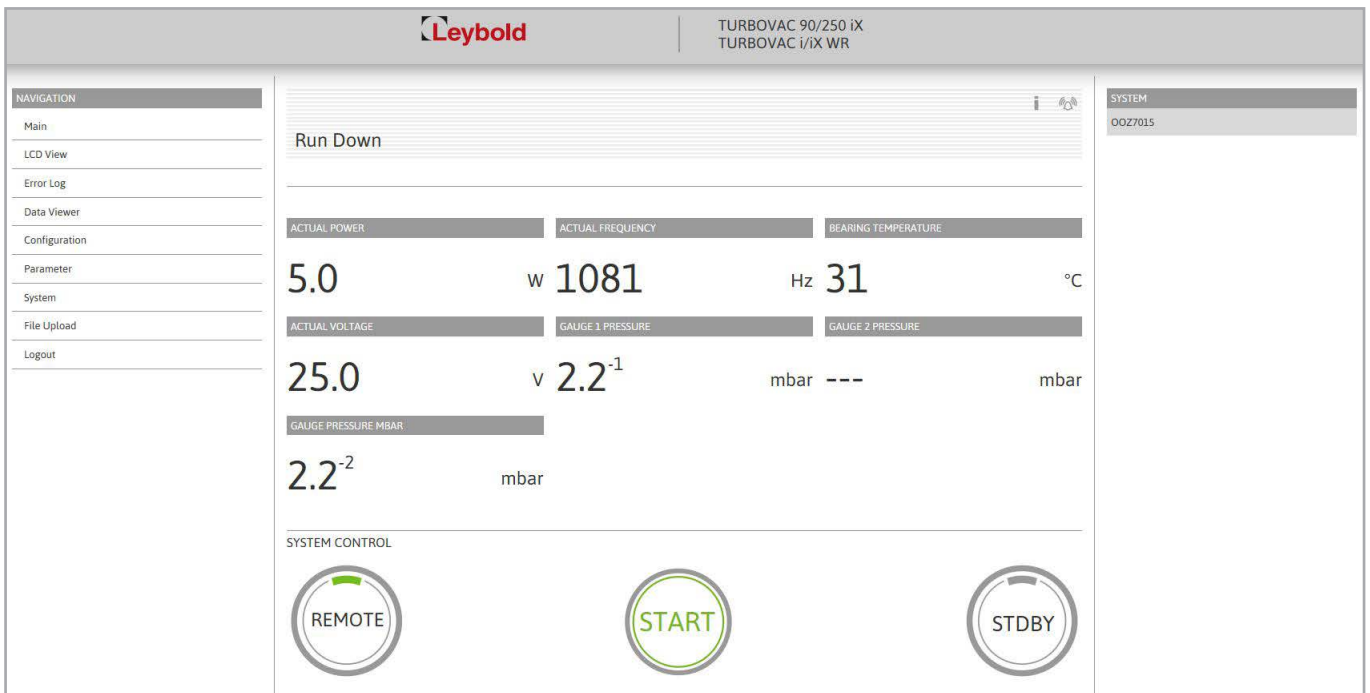 Leybold
TURBOVAC 90/250 iX
TURBOVAC i/iX WR
NAVIGATION
Main
LCD View
Error Log
Data Viewer
Configuration
Parameter
System
File Upload
Logout
i
Run Down
ACTUAL POWER
5.0 W
ACTUAL FREQUENCY
1081 Hz
BEARING TEMPERATURE
31 °C
ACTUAL VOLTAGE
25.0 V
GAUGE 1 PRESSURE
2.2⁻¹ mbar
GAUGE 2 PRESSURE
--- mbar
GAUGE PRESSURE MBAR
2.2⁻² mbar
SYSTEM CONTROL
REMOTE
START
STDBY
SYSTEM
OOZ7015